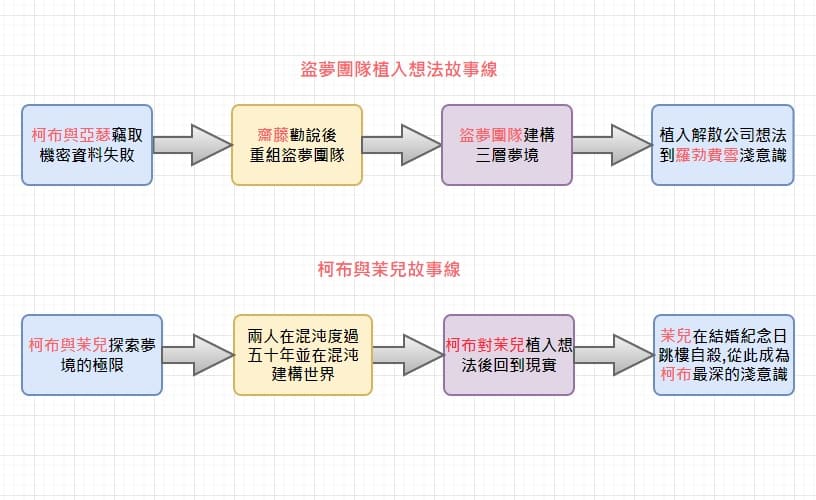 盜夢團隊植入想法故事線
柯布與亞瑟竊取
機密資料失敗
齋藤勸說後
重組盜夢團隊
盜夢團隊建構
三層夢境
植入解散公司想法
到羅勃費雪淺意識
柯布與茉兒故事線
柯布與茉兒探索夢
境的極限
兩人在混沌度過
五十年並在混沌
建構世界
柯布對茉兒植入想
法後回到現實
茉兒在結婚紀念日
跳樓自殺,從此成為
柯布最深的淺意識